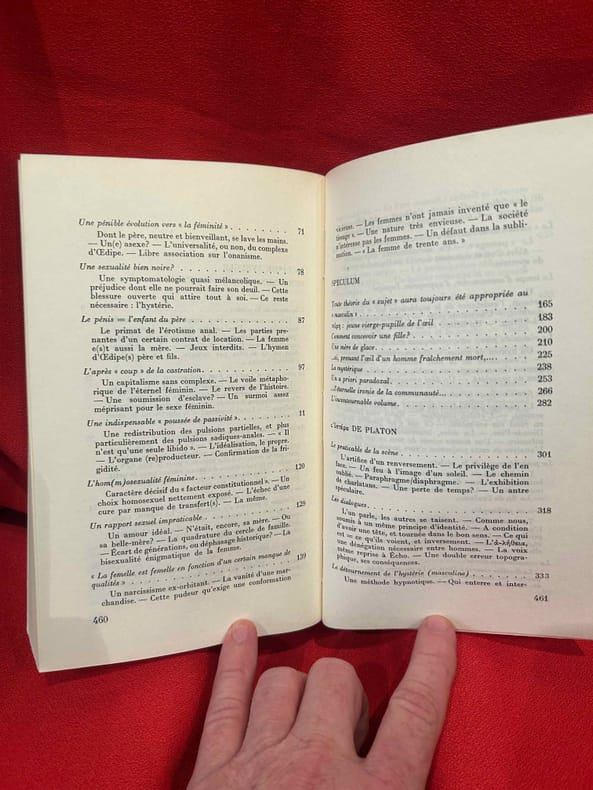 Une pénible évolution vers « la féminité » . . . . . . . . . 71
Dont le père, neutre et bienveillant, se lave les mains.
— Un(e) asexe? — L'universalité, ou non, du complexe
d'Œdipe. — Libre association sur l'onanisme.
Une sexualité bien noire? . . . . . . . . . . . . . . . . . . 78
Une symptomatologie quasi mélancolique. — Un
préjudice dont elle ne pourrait faire son deuil. — Cette
blessure ouverte qui attire tout à soi. — Ce reste
nécessaire : l'hystérie.
Le pénis = l'enfant du père . . . . . . . . . . . . . . . . 87
Le primat de l'érotisme anal. — Les parties pre-
nantes d'un certain contrat de location. — La femme
e(s)t aussi la mère. — Jeux interdits. — L'hymen
d'Œdipe(s) père et fils.
L'après « coup » de la castration. . . . . . . . . . . . . . 97
Un capitalisme sans complexe. — Le voile métapho-
rique de l'éternel féminin. — Le revers de l'histoire.
— Une soumission d'esclave? — Un surmoi assez
méprisant pour le sexe féminin.
Une indispensable « poussée de passivité ». . . . . . . . . 11
Une redistribution des pulsions partielles, et plus
particulièrement des pulsions sadiques-anales. — « Il
n'est qu'une seule libido ». — L'idéalisation, le propre.
— L'organe (re)producteur. — Confirmation de la fri-
gidité.
L'hom(m)osexualité féminine. . . . . . . . . . . . . . . . 120
Caractère décisif du « facteur constitutionnel ». — Un
choix homosexuel nettement exposé. — L'échec d'une
cure par manque de transfert(s). — La même.
Un rapport sexuel impraticable . . . . . . . . . . . . . . 128
Un amour idéal. — N'était, encore, sa mère. — Ou
sa belle-mère? — La quadrature du cercle de famille.
— Écart de générations, ou déphasage historique? — La
bisexualité énigmatique de la femme.
« La femelle est femelle en fonction d'un certain manque de
qualités » . . . . . . . . . . . . . . . . . . . . . . . . . 139
Un narcissisme ex-orbitant. — La vanité d'une mar-
chandise. — Cette pudeur qu'exige une conformation
460
vicieuse. — Les femmes n'ont jamais inventé que « le
tissage ». — Une nature très envieuse. — La société
n'intéresse pas les femmes. — Un défaut dans la subli-
mation. — « La femme de trente ans. »
SPECULUM
Toute théorie du « sujet » aura toujours été appropriée au
« masculin » . . . . . . . . . . . . . . . . . . . . . . . . 165
jeune vierge-pupille de l'œil . . . . . . . . . . . . . 183
Comment concevoir une fille? . . . . . . . . . . . . . . . 200
Une mère de glace. . . . . . . . . . . . . . . . . . . . . 210
prenant l'œil d'un homme fraîchement mort,.... . . . . 225
La mystérique . . . . . . . . . . . . . . . . . . . . . . . 238
Un a priori paradoxal. . . . . . . . . . . . . . . . . . . . 253
...l'éternelle ironie de la communauté... . . . . . . . . . 266
L'incontournable volume. . . . . . . . . . . . . . . . . . 282
DE PLATON
Le praticable de la scène. . . . . . . . . . . . . . . . . . 301
L'artifice d'un renversement. — Le privilège de l'en
face. — Un feu à l'image d'un soleil. — Le chemin
oublié. — Paraphragme/diaphragme. — L'exhibition
de charlatans. — Une perte de temps? — Un antre
spéculaire.
Les dialogues. . . . . . . . . . . . . . . . . . . . . . . . 318
L'un parle, les autres se taisent. — Comme nous,
soumis à un même principe d'identité. — A condition
d'avoir une tête, et tournée dans le bon sens. — Ce qui
est = ce qu'ils voient, et inversement. —
une dénégation nécessaire entre hommes. — La voix
même reprise à Écho. — Une double erreur topogra-
phique, ses conséquences.
Le détournement de l'hystérie (masculine) . . . . . . . . . 333
Une méthode hypnotique. — Qui enterre et inter-
461